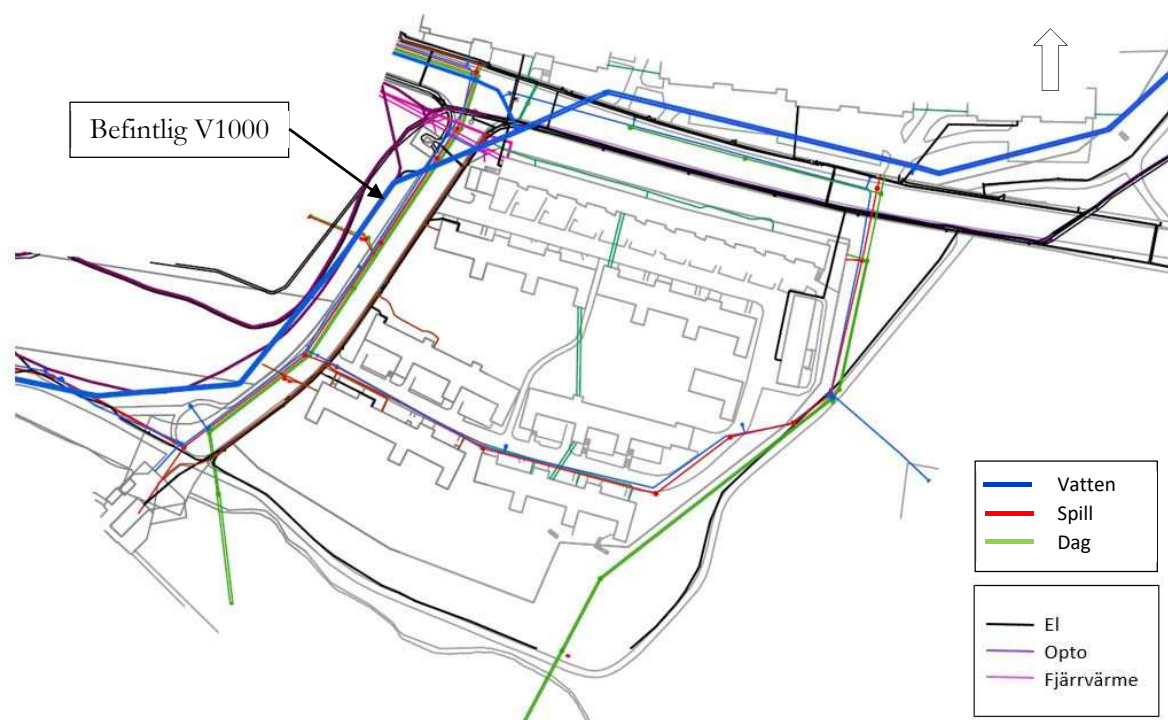 Befintlig V1000
Vatten
Spill
Dag
El
Opto
Fjärrvärme